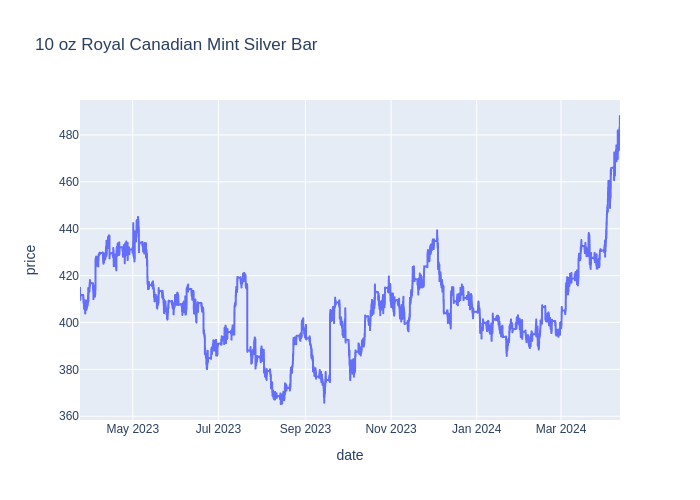 10 oz Royal Canadian Mint Silver Bar
480
460
440
420
400
380
360
price
May 2023
Jul 2023
Sep 2023
Nov 2023
Jan 2024
Mar 2024
date